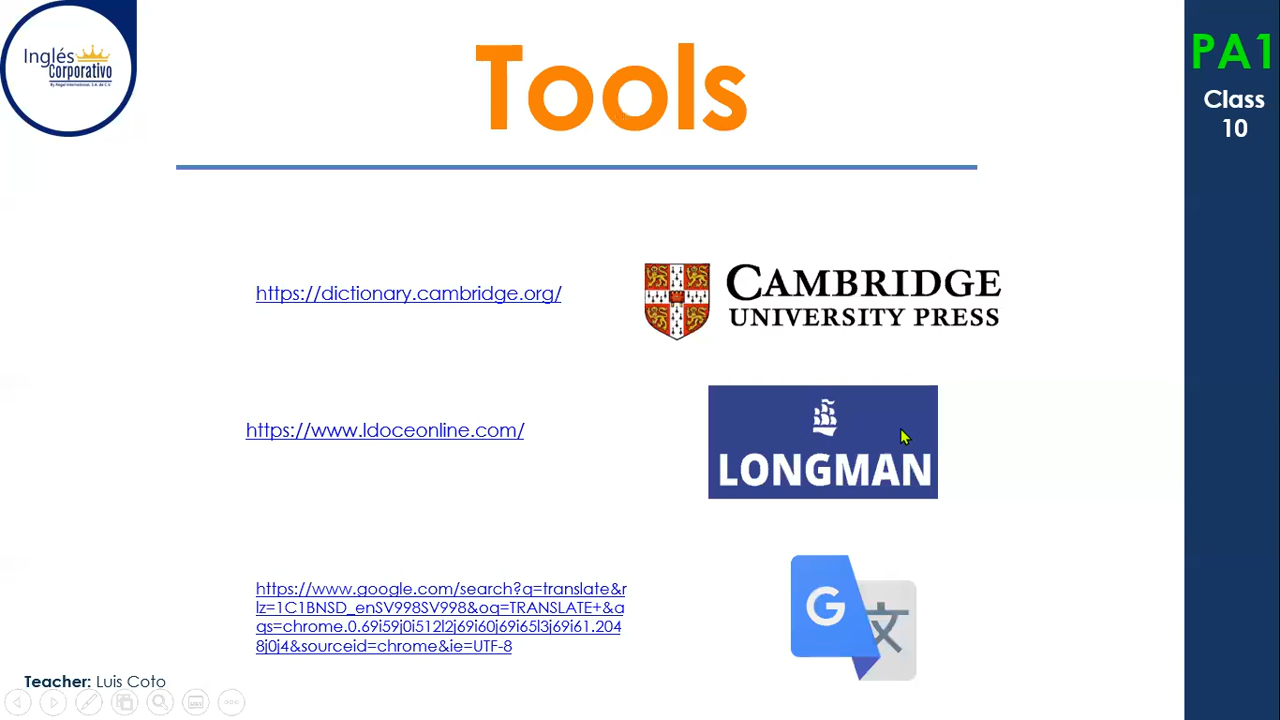 Inglés
Corporativo
Tools
PA1
Class
10
https://dictionary.cambridge.org/
CAMBRIDGE
UNIVERSITY PRESS
https://www.ldoceonline.com/
LONGMAN
https://www.google.com/search?q=translate&r
lz=1C1BNSD_enSV998SV998&oq=TRANSLATE+&a
qs=chrome.0.69i59j0i512l2j69i60j69i65l3j69i61.204
8j0j4&sourceid=chrome&ie=UTF-8
G 文
Teacher: Luis Coto